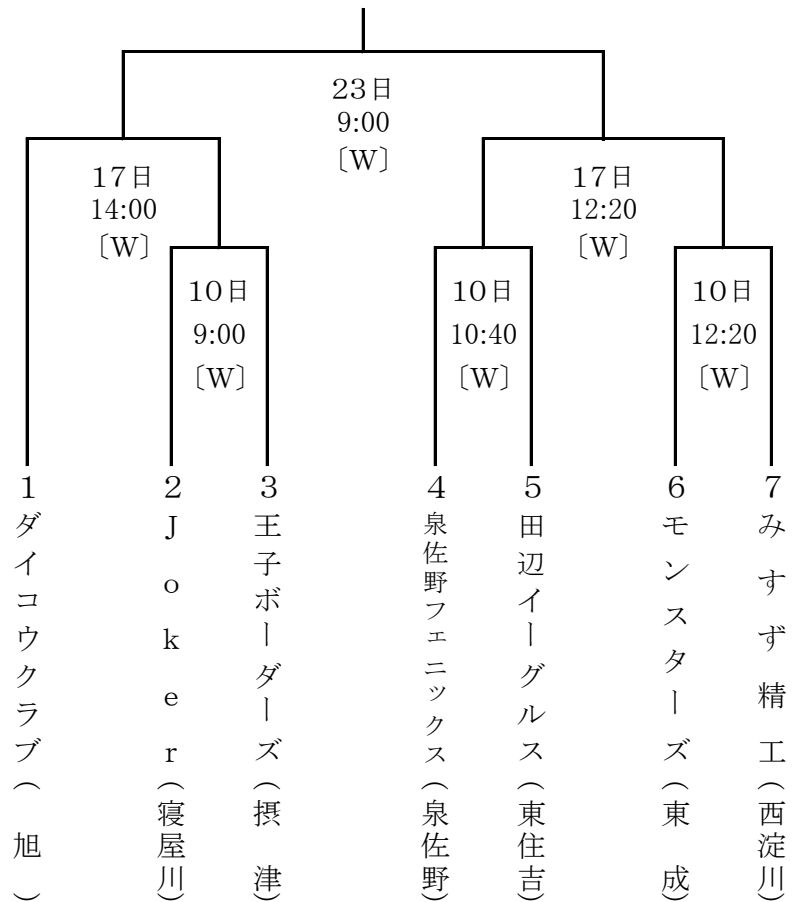 23日
9:00
〔W〕
17日
14:00
〔W〕
17日
12:20
〔W〕
10日
9:00
〔W〕
10日
10:40
〔W〕
10日
12:20
〔W〕
1
ダイコウクラブ(旭)
2
Joker(寝屋川)
3
王子ボーダーズ(摂津)
4
泉佐野フェニックス(泉佐野)
5
田辺イーグルス(東住吉)
6
モンスターズ(東成)
7
みすず精工(西淀川)